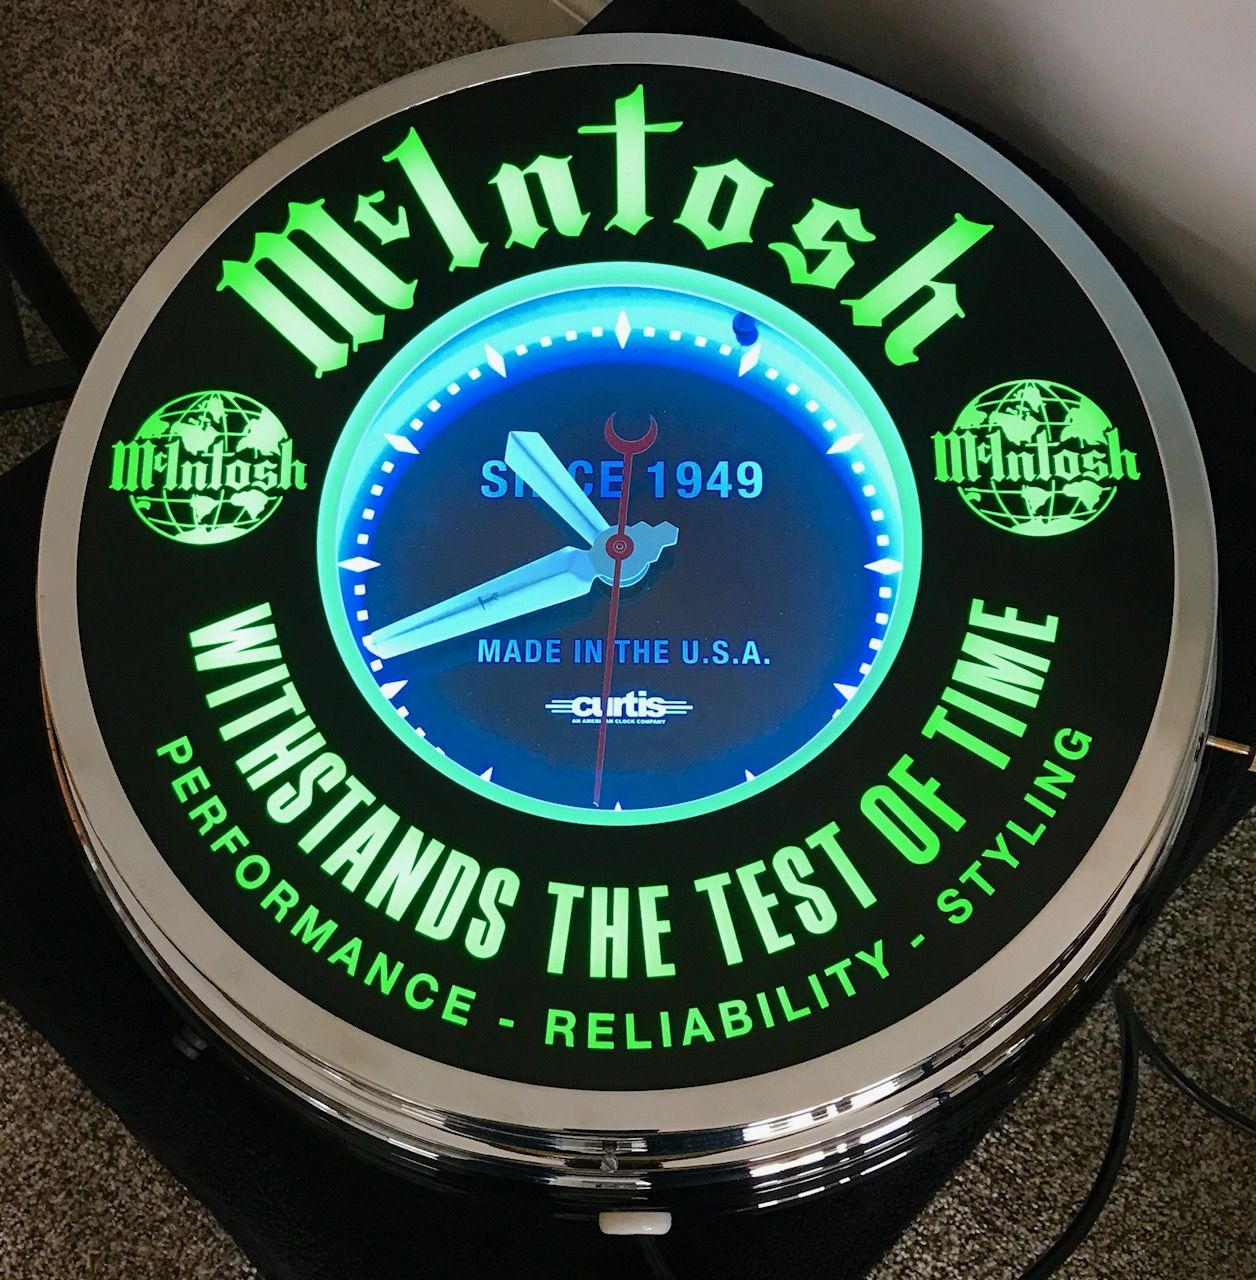 McIntosh
McIntosh
McIntosh
SINCE 1949
MADE IN THE U.S.A.
curtis
AN AMERICAN CLOCK COMPANY
WITHSTANDS THE TEST OF TIME
PERFORMANCE - RELIABILITY - STYLING